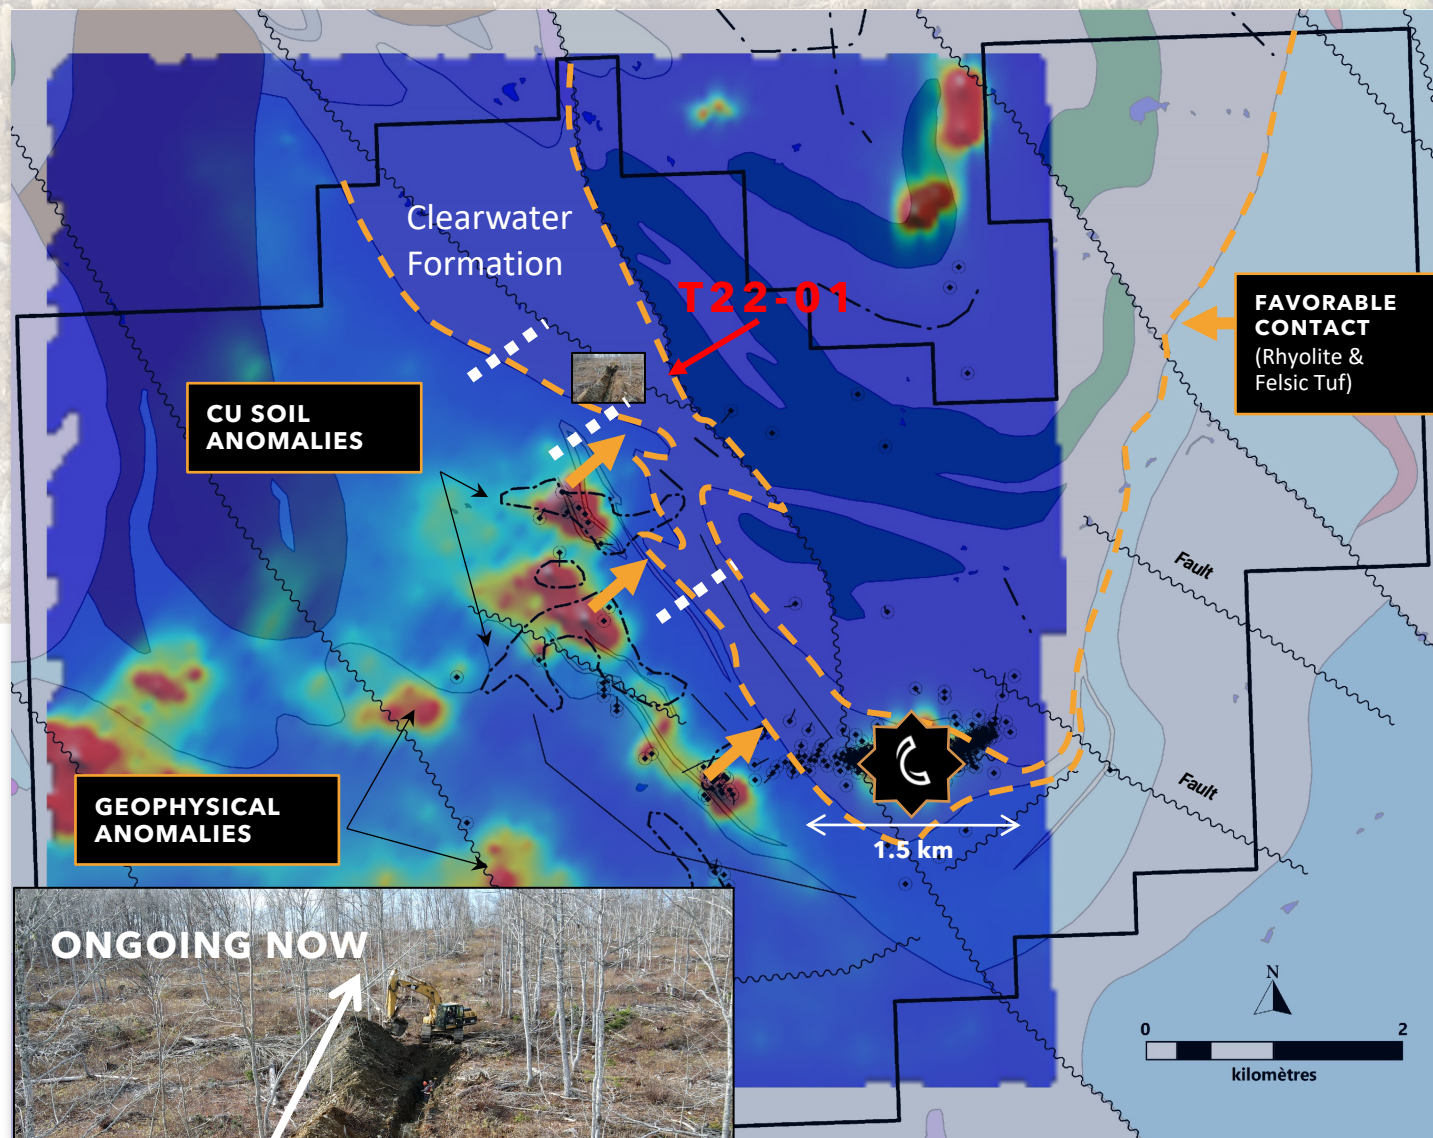 Clearwater
Formation
T22-01
FAVORABLE
CONTACT
(Rhyolite &
Felsic Tuf)
CU SOIL
ANOMALIES
Fault
Fault
GEOPHYSICAL
ANOMALIES
1.5 km
ONGOING NOW
N
0 2
kilomètres